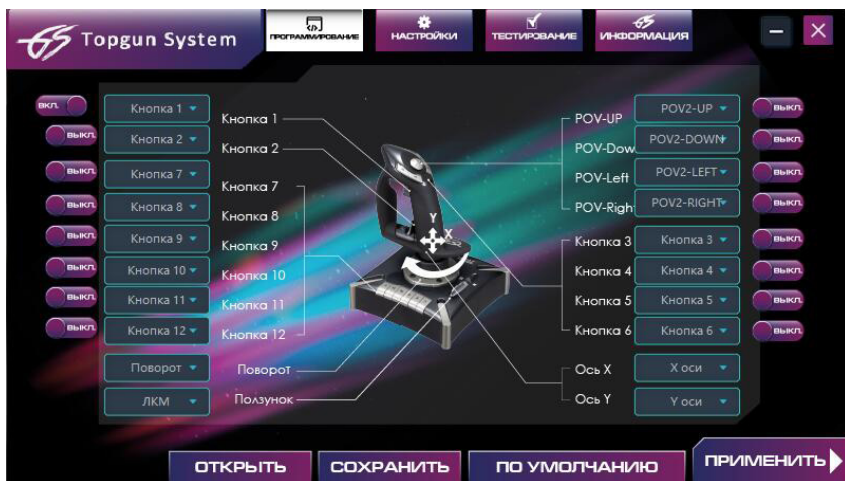 GS Topgun System
ПРОГРАММИРОВАНИЕ
НАСТРОЙКИ
ТЕСТИРОВАНИЕ
ИНФОРМАЦИЯ
ВКЛ. Кнопка 1 Кнопка 1
ВЫКЛ Кнопка 2 Кнопка 2
ВЫКЛ Кнопка 7 Кнопка 7
ВЫКЛ Кнопка 8 Кнопка 8
ВЫКЛ Кнопка 9 Кнопка 9
ВЫКЛ Кнопка 10 Кнопка 10
ВЫКЛ Кнопка 11 Кнопка 11
ВЫКЛ Кнопка 12 Кнопка 12
Поворот Поворот
ЛКМ Ползунок
Y
X
POV-UP POV2-UP ВЫКЛ
POV-Dow POV2-DOWN ВЫКЛ
POV-Left POV2-LEFT ВЫКЛ
POV-Righ POV2-RIGHT ВЫКЛ
Кнопка 3 Кнопка 3 ВЫКЛ
Кнопка 4 Кнопка 4 ВЫКЛ
Кнопка 5 Кнопка 5 ВЫКЛ
Кнопка 6 Кнопка 6 ВЫКЛ
Ось X X оси
Ось Y Y оси
ОТКРЫТЬ
СОХРАНИТЬ
ПО УМОЛЧАНИЮ
ПРИМЕНИТЬ